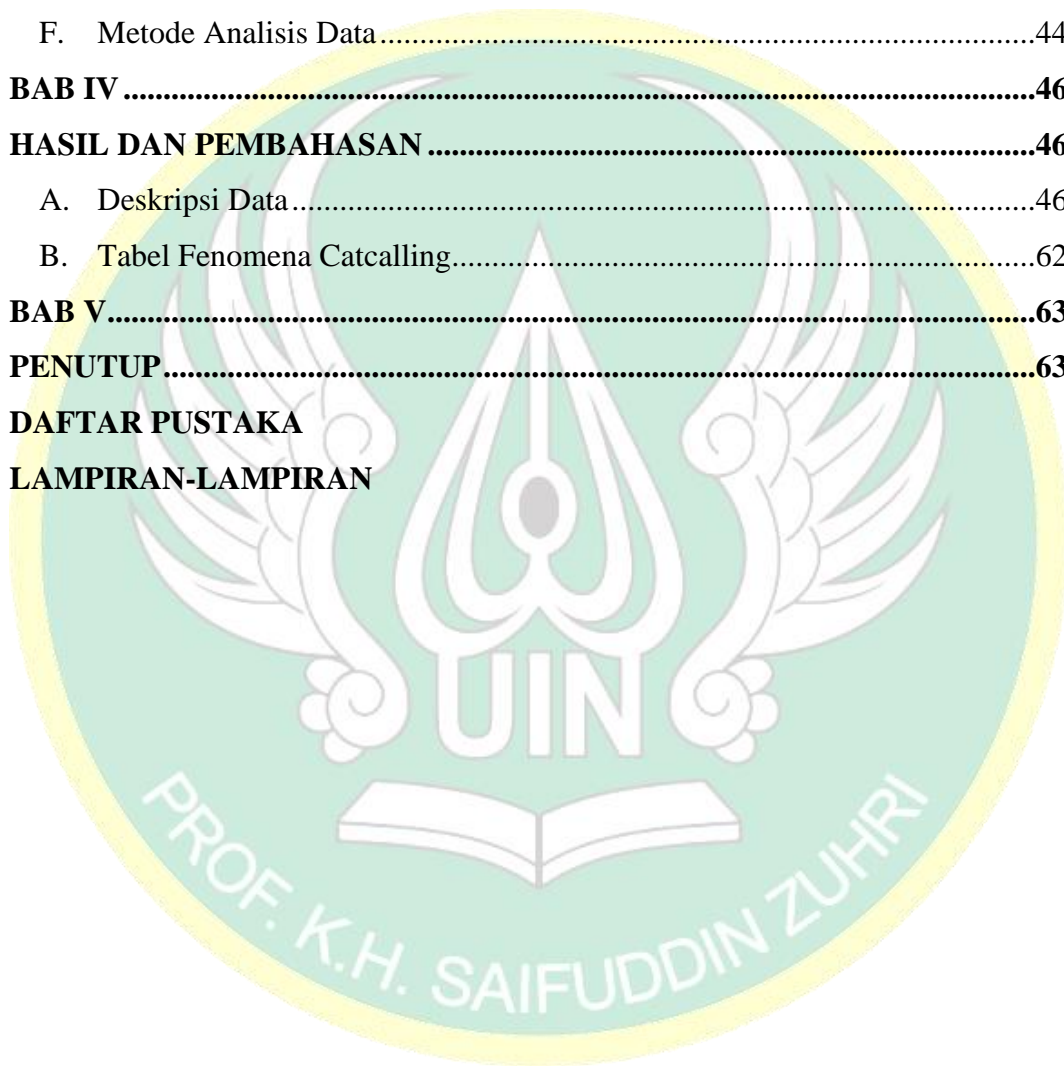 F. Metode Analisis Data....................................................................................44
BAB IV....................................................................................................................46
HASIL DAN PEMBAHASAN.............................................................................46
A. Deskripsi Data...............................................................................................46
B. Tabel Fenomena Catcalling..........................................................................62
BAB V......................................................................................................................63
PENUTUP...............................................................................................................63
DAFTAR PUSTAKA
LAMPIRAN-LAMPIRAN
UIN
PROF. K.H. SAIFUDDIN ZUHRI